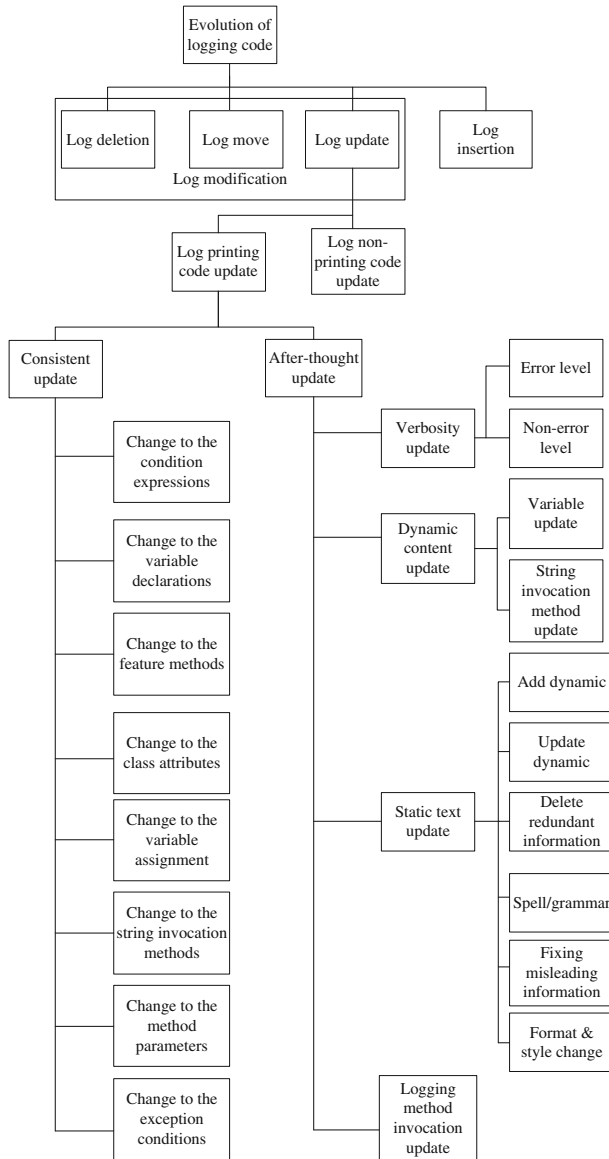 Evolution of
logging code
Log deletion
Log move
Log update
Log
insertion
Log modification
Log printing
code update
Log non-
printing code
update
Consistent
update
After-thought
update
Change to the
condition
expressions
Change to the
variable
declarations
Change to the
feature methods
Change to the
class attributes
Change to the
variable
assignment
Change to the
string invocation
methods
Change to the
method
parameters
Change to the
exception
conditions
Verbosity
update
Error level
Non-error
level
Dynamic
content
update
Variable
update
String
invocation
method
update
Static text
update
Add dynamic
Update
dynamic
Delete
redundant
information
Spell/grammar
Fixing
misleading
information
Format &
style change
Logging
method
invocation
update